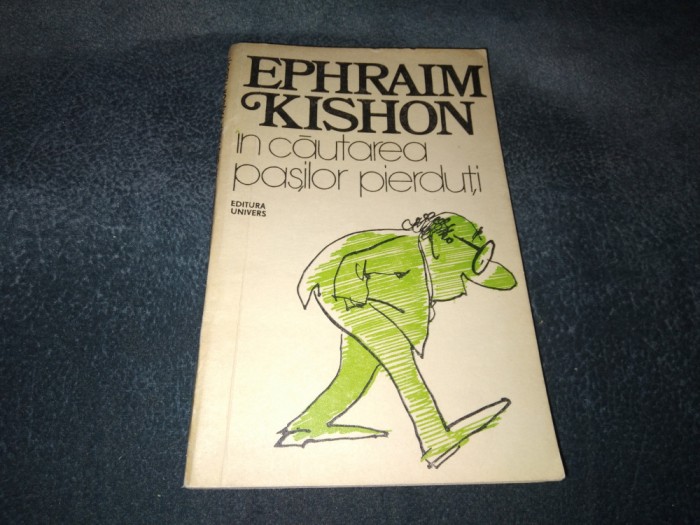 EPHRAIM
KISHON
în căutarea
pașilor pierduți
EDITURA
UNIVERS